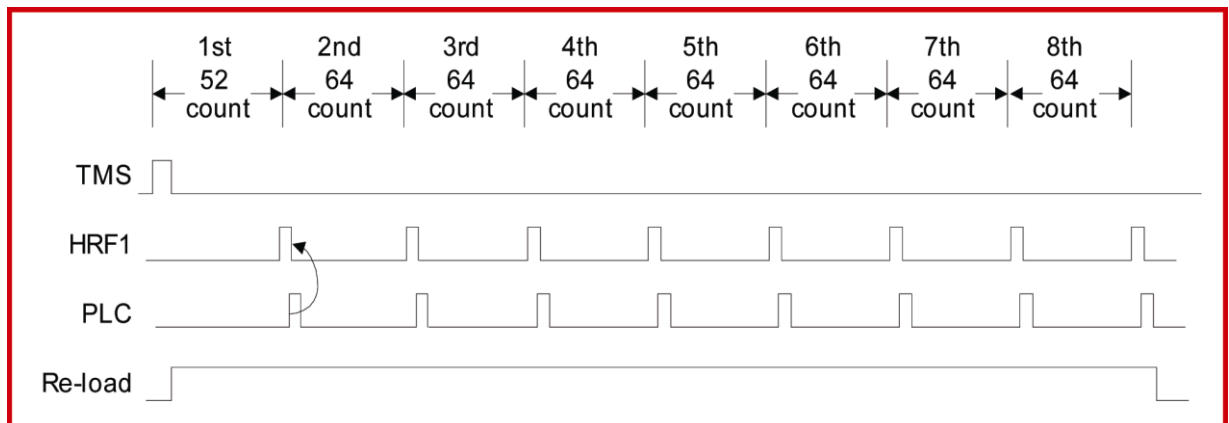 1st 2nd 3rd 4th 5th 6th 7th 8th
52 64 64 64 64 64 64 64
count count count count count count count count
TMS
HRF1
PLC
Re-load